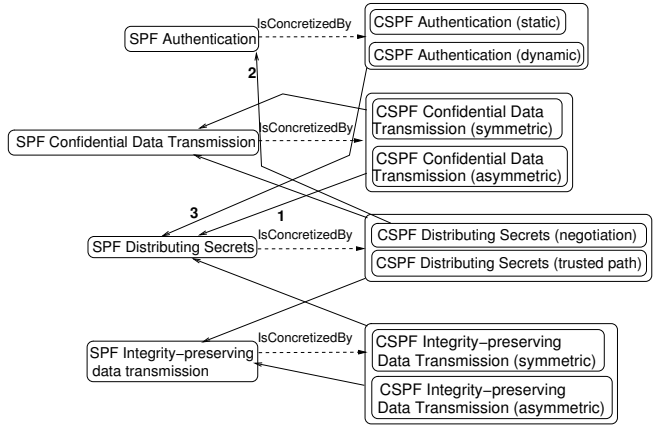 SPF Authentication
IsConcretizedBy
CSPF Authentication (static)
CSPF Authentication (dynamic)
2
SPF Confidential Data Transmission
IsConcretizedBy
CSPF Confidential Data
Transmission (symmetric)
CSPF Confidential Data
Transmission (asymmetric)
3
1
SPF Distributing Secrets
IsConcretizedBy
CSPF Distributing Secrets (negotiation)
CSPF Distributing Secrets (trusted path)
SPF Integrity−preserving
data transmission
IsConcretizedBy
CSPF Integrity−preserving
Data Transmission (symmetric)
CSPF Integrity−preserving
Data Transmission (asymmetric)